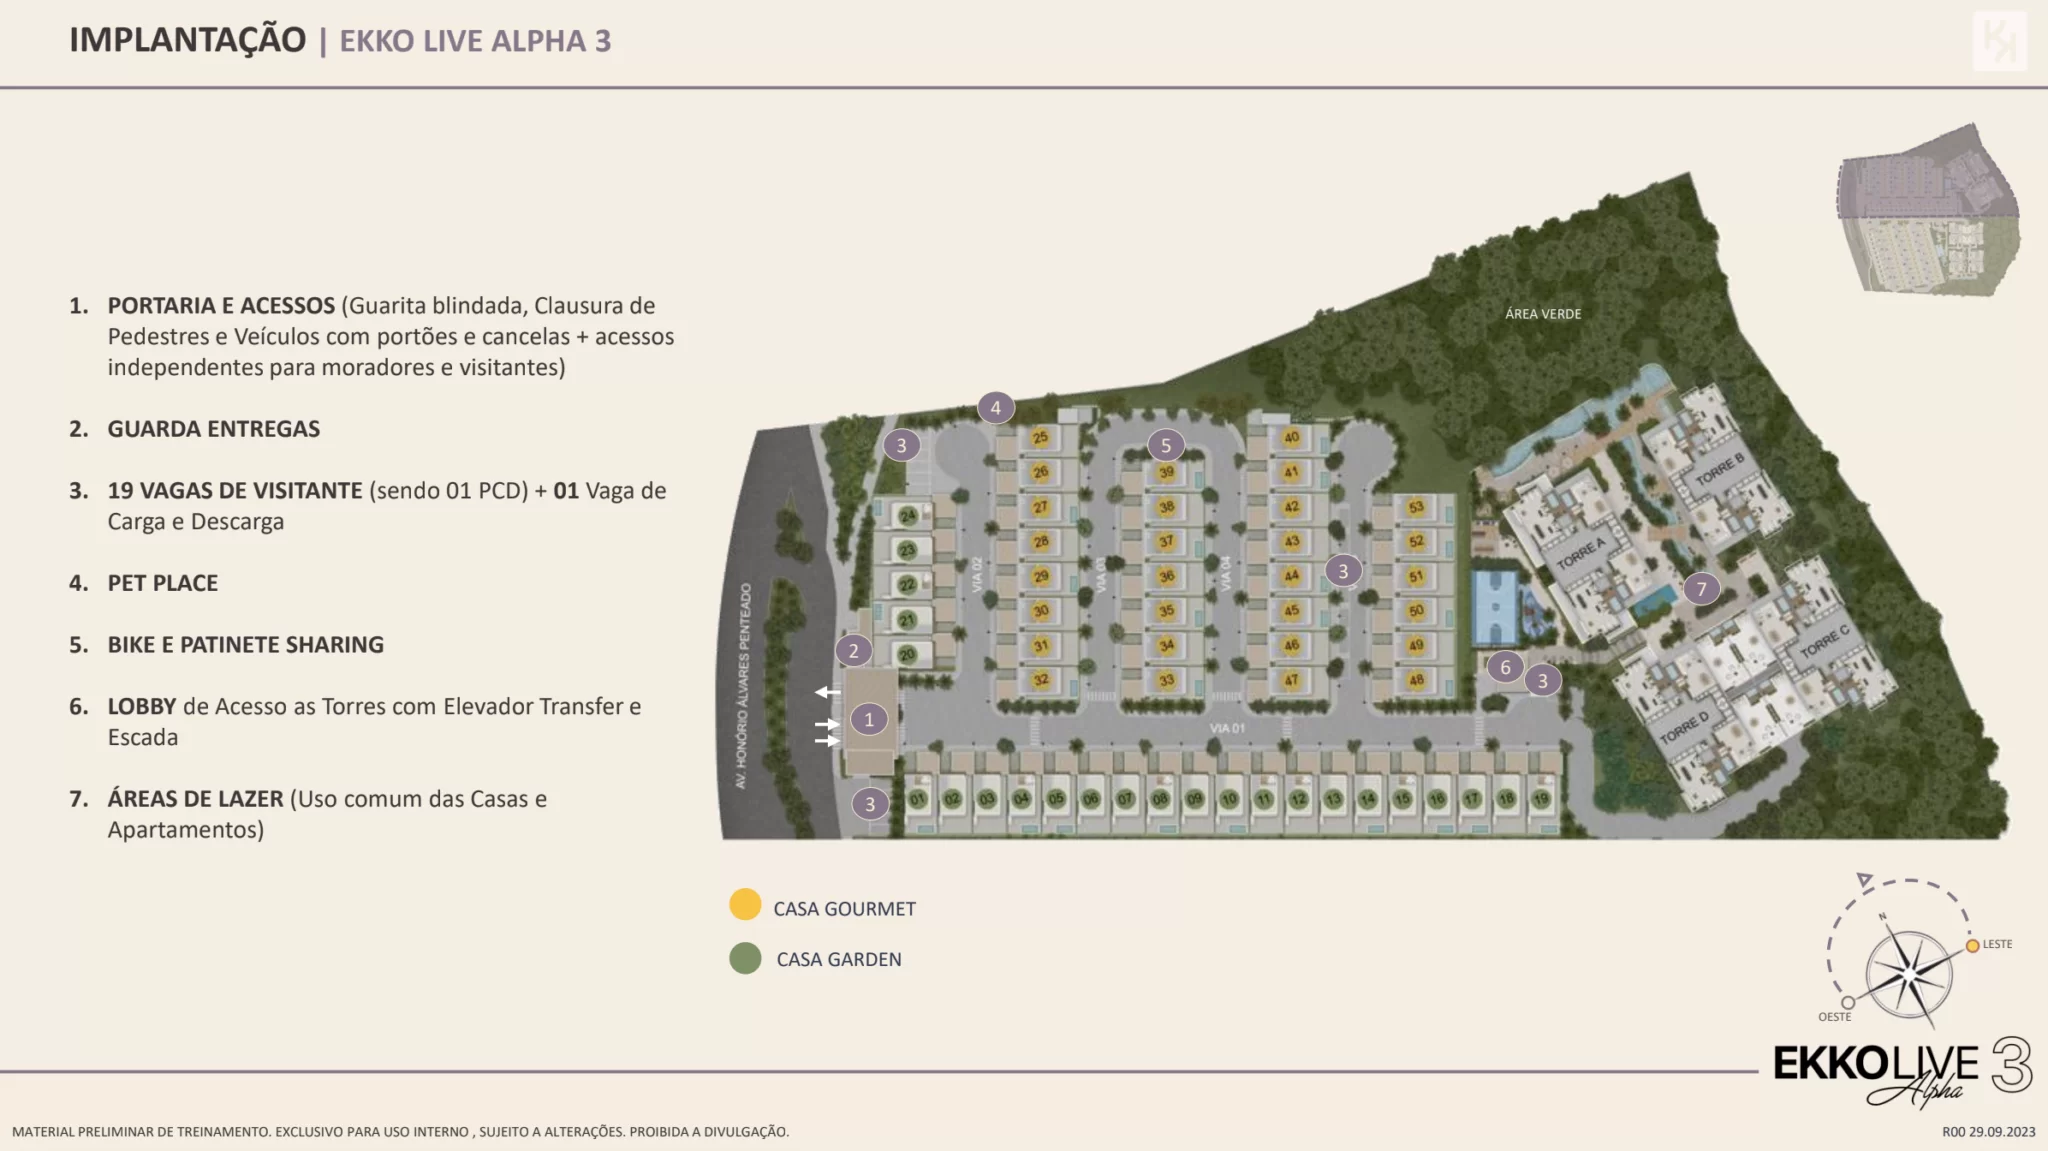 IMPLANTAÇÃO | EKKO LIVE ALPHA 3
1. PORTARIA E ACESSOS (Guarita blindada, Clausura de
Pedestres e Veículos com portões e cancelas + acessos
independentes para moradores e visitantes)
2. GUARDA ENTREGAS
3. 19 VAGAS DE VISITANTE (sendo 01 PCD) + 01 Vaga de
Carga e Descarga
4. PET PLACE
5. BIKE E PATINETE SHARING
6. LOBBY de Acesso as Torres com Elevador Transfer e
Escada
7. ÁREAS DE LAZER (Uso comum das Casas e
Apartamentos)
ÁREA VERDE
4
3
5
25
39
40
26
38
41
24
27
37
42
53
23
28
36
43
52
22
29
35
44
51
21
30
34
45
50
20
31
33
46
49
32
47
48
VIA 02
VIA 03
VIA 04
3
TORRE A
TORRE B
TORRE C
TORRE D
7
6
3
2
1
3
AV. HONÓRIO ÁLVARES PENTEADO
VIA 01
01 02 03 04 05 06 07 08 09 10 11 12 13 14 15 16 17 18 19
CASA GOURMET
CASA GARDEN
N
LESTE
OESTE
EKKO LIVE 3
Alpha
MATERIAL PRELIMINAR DE TREINAMENTO. EXCLUSIVO PARA USO INTERNO , SUJEITO A ALTERAÇÕES. PROIBIDA A DIVULGAÇÃO.
R00 29.09.2023